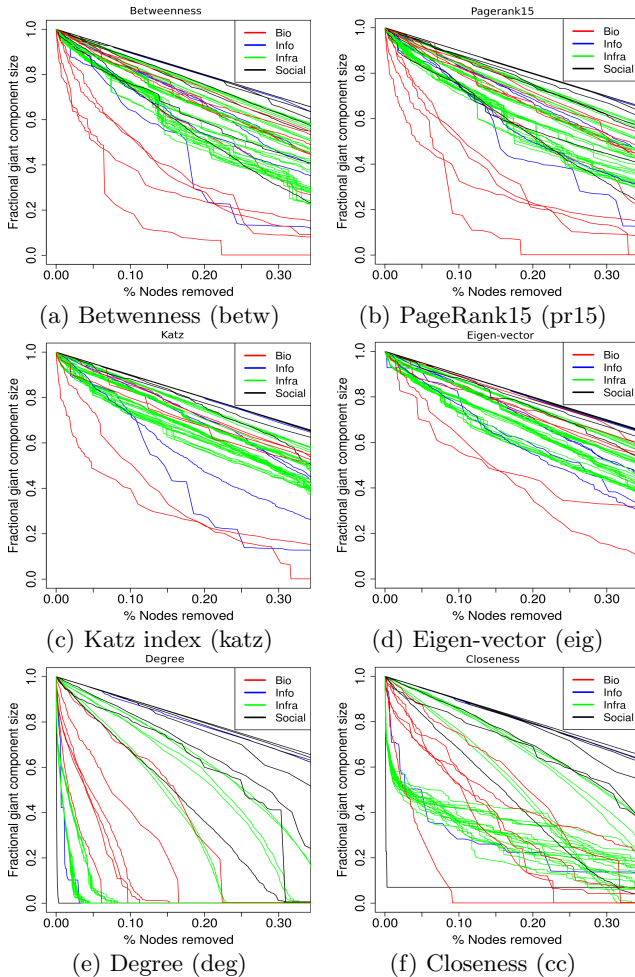 Betweenness
Pagerank15
Fractional giant component size
1.0
0.8
0.6
0.4
0.2
0.0
Bio
Info
Infra
Social
0.00 0.10 0.20 0.30
% Nodes removed
Fractional giant component size
1.0
0.8
0.6
0.4
0.2
0.0
Bio
Info
Infra
Social
0.00 0.10 0.20 0.30
% Nodes removed
(a) Betwenness (betw)
(b) PageRank15 (pr15)
Katz
Eigen-vector
Fractional giant component size
1.0
0.8
0.6
0.4
0.2
0.0
Bio
Info
Infra
Social
0.00 0.10 0.20 0.30
% Nodes removed
Fractional giant component size
1.0
0.8
0.6
0.4
0.2
0.0
Bio
Info
Infra
Social
0.00 0.10 0.20 0.30
% Nodes removed
(c) Katz index (katz)
(d) Eigen-vector (eig)
Degree
Closeness
Fractional giant component size
1.0
0.8
0.6
0.4
0.2
0.0
Bio
Info
Infra
Social
0.00 0.10 0.20 0.30
% Nodes removed
Fractional giant component size
1.0
0.8
0.6
0.4
0.2
0.0
Bio
Info
Infra
Social
0.00 0.10 0.20 0.30
% Nodes removed
(e) Degree (deg)
(f) Closeness (cc)